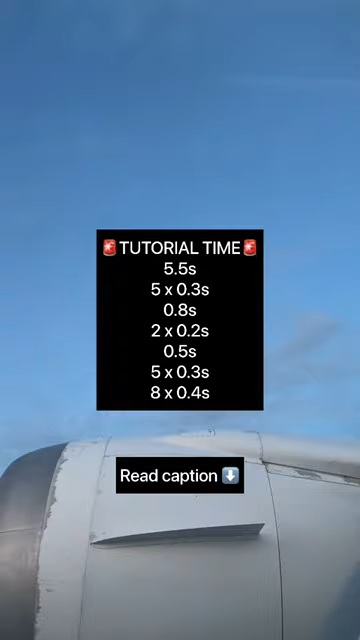 🚨TUTORIAL TIME🚨
5.5s
5 x 0.3s
0.8s
2 x 0.2s
0.5s
5 x 0.3s
8 x 0.4s
Read caption ⬇️